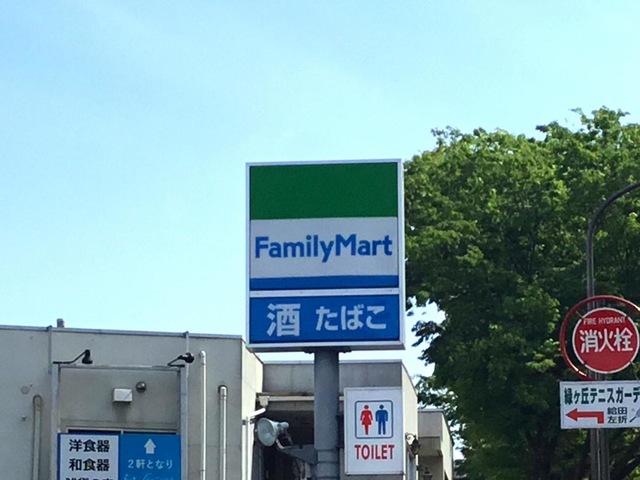 FamilyMart
酒 たばこ
FIRE HYDRANT
消火栓
緑ヶ丘テニスガーデ
給田
左折
TOILET
洋食器
和食器
2軒となり